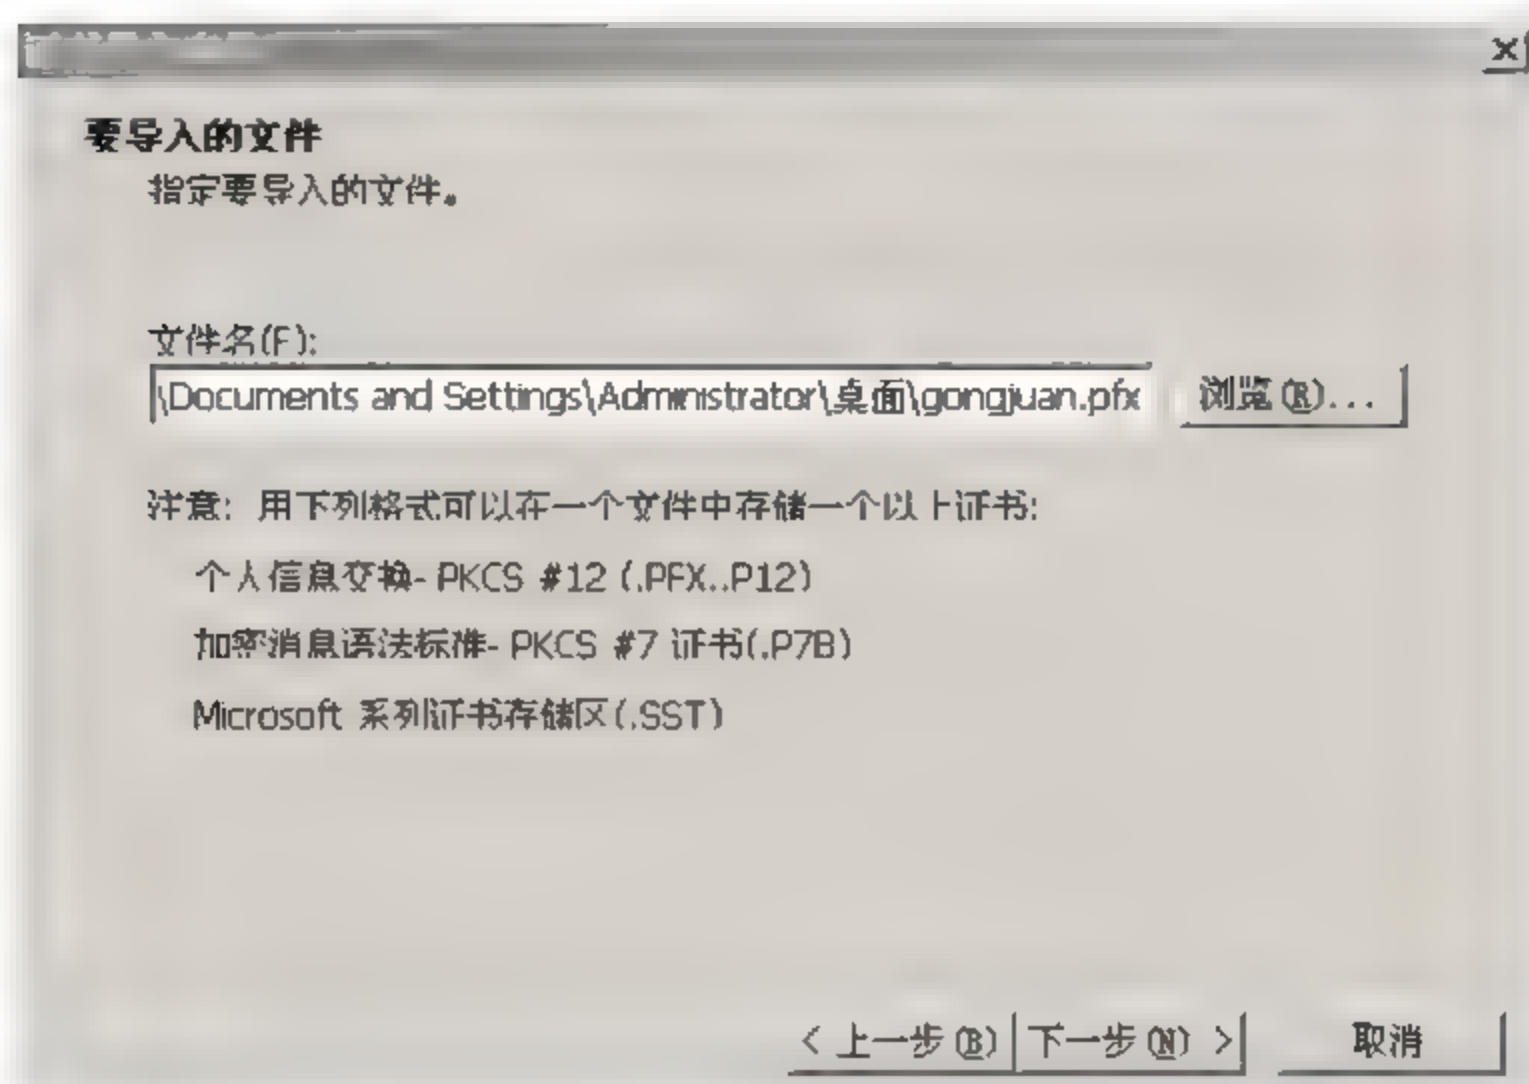 要导入的文件
指定要导入的文件。
文件名(F):
\Documents and Settings\Administrator\桌面\gongjuan.pfx 浏览(R)...
注意: 用下列格式可以在一个文件中存储一个以上证书:
个人信息交换- PKCS #12 (.PFX,.P12)
加密消息语法标准- PKCS #7 证书(.P7B)
Microsoft 系列证书存储区(.SST)
< 上一步(B) 下一步(N) > 取消